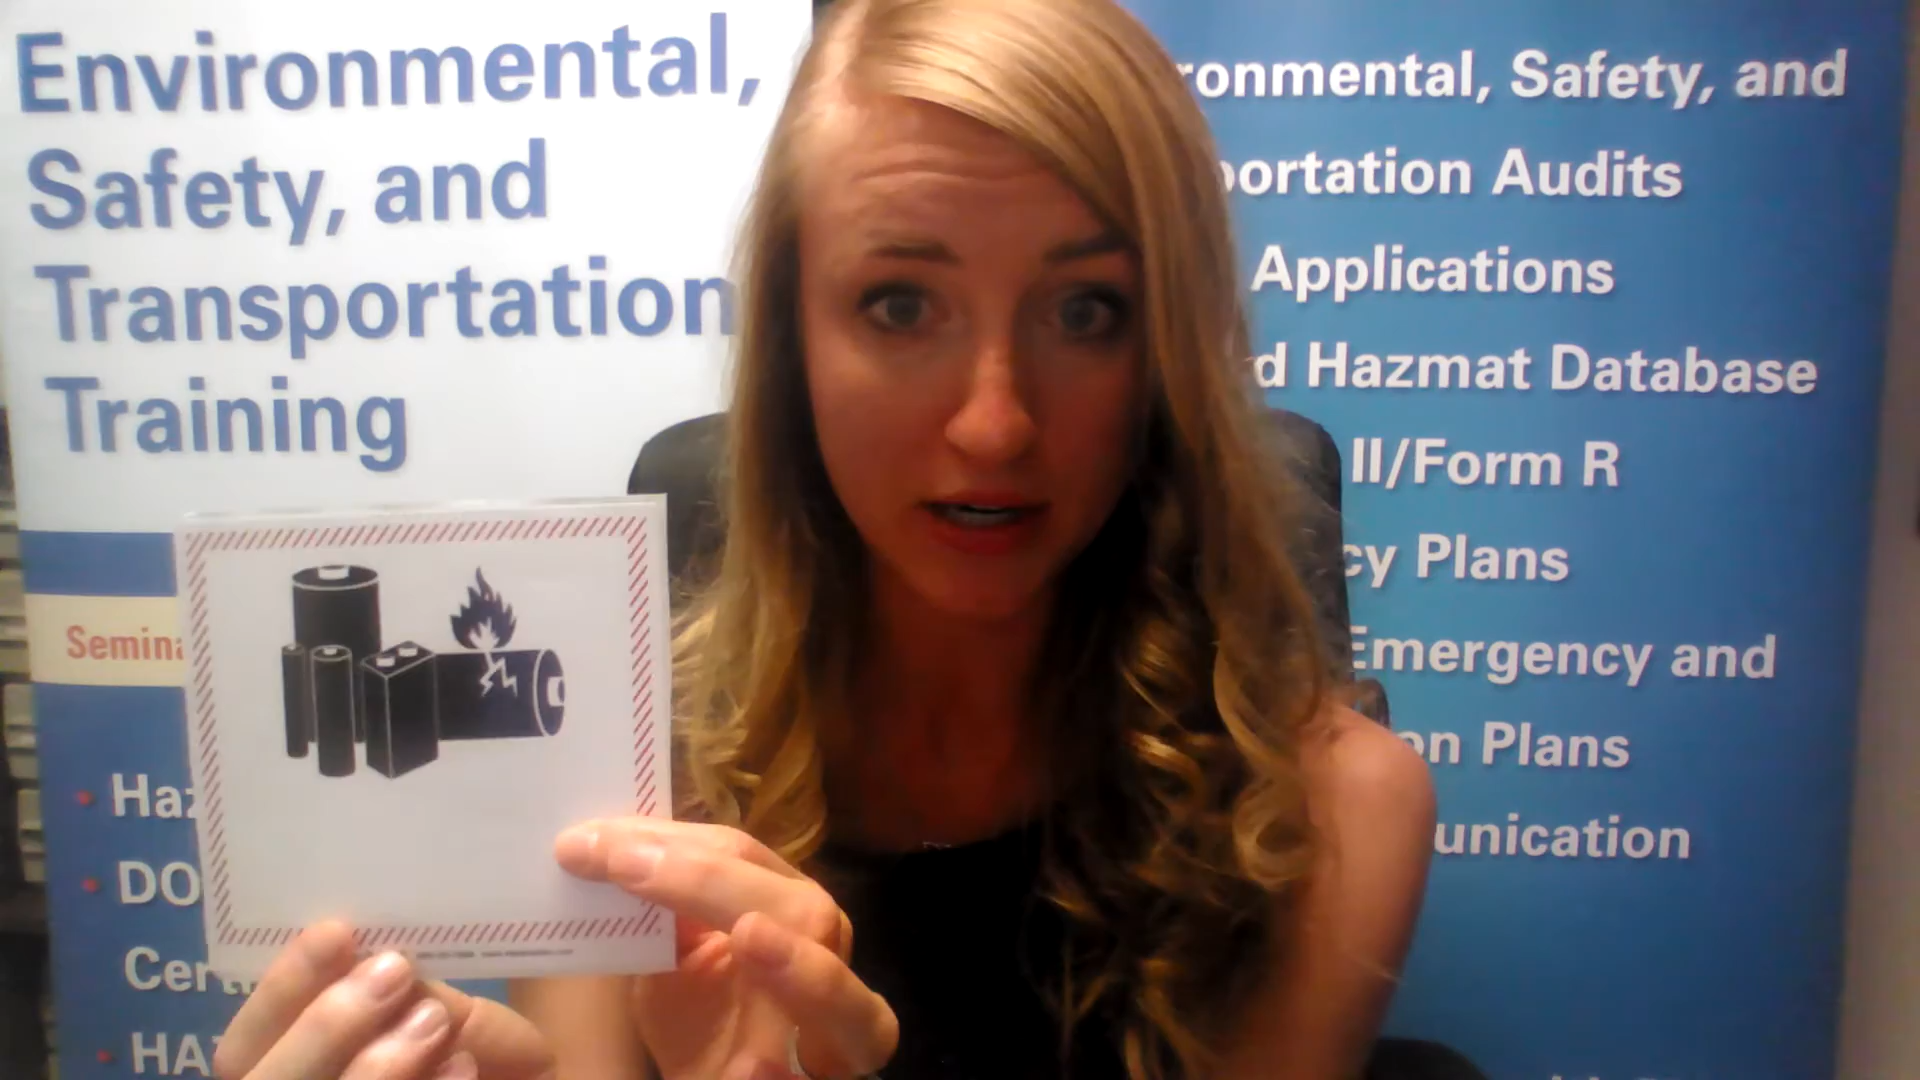 Environmental,
Safety, and
Transportation
Training
Semina
Haz
DO
Cer
HA
ronmental, Safety, and
portation Audits
Applications
d Hazmat Database
II/Form R
cy Plans
Emergency and
on Plans
unication